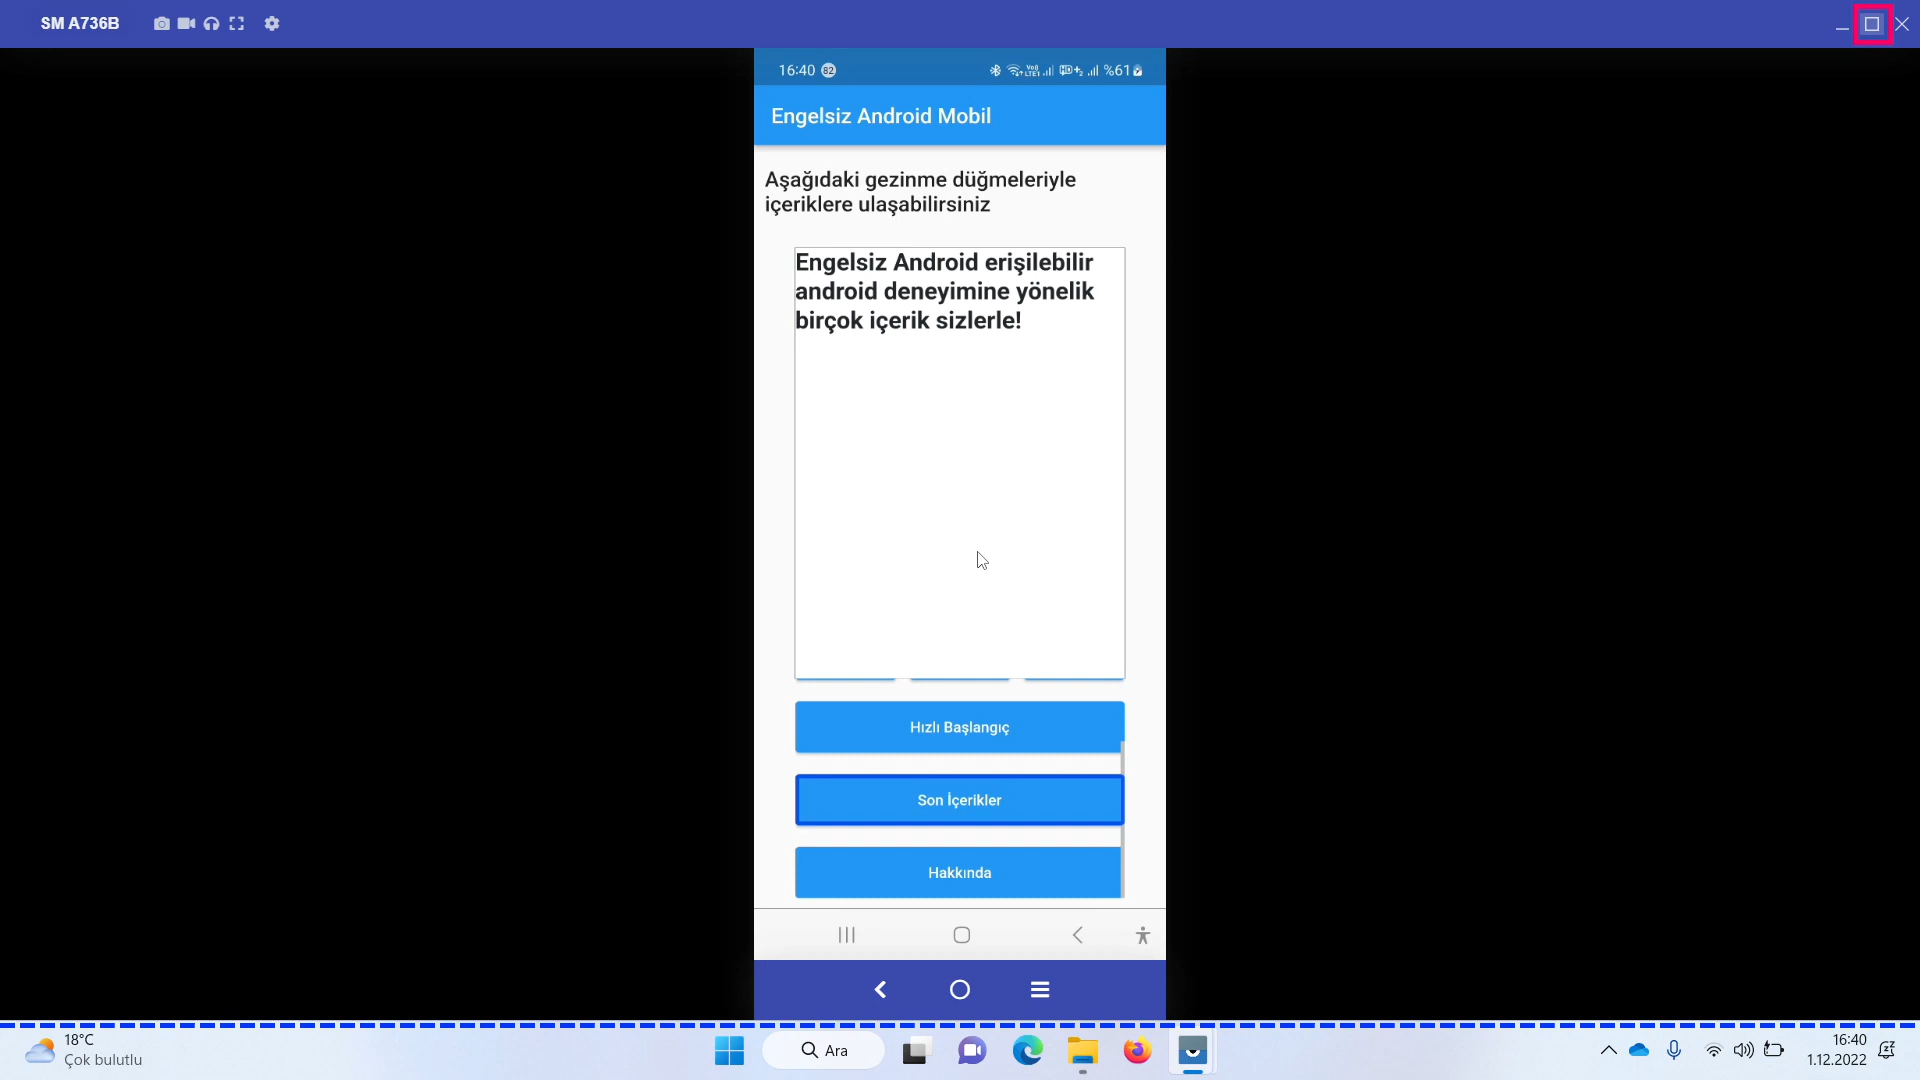 SM A736B
16:40 82
%61
Engelsiz Android Mobil
Aşağıdaki gezinme düğmeleriyle
içeriklere ulaşabilirsiniz
Engelsiz Android erişilebilir
android deneyimine yönelik
birçok içerik sizlerle!
Hızlı Başlangıç
Son İçerikler
Hakkında
18°C
Çok bulutlu
Ara
16:40
1.12.2022